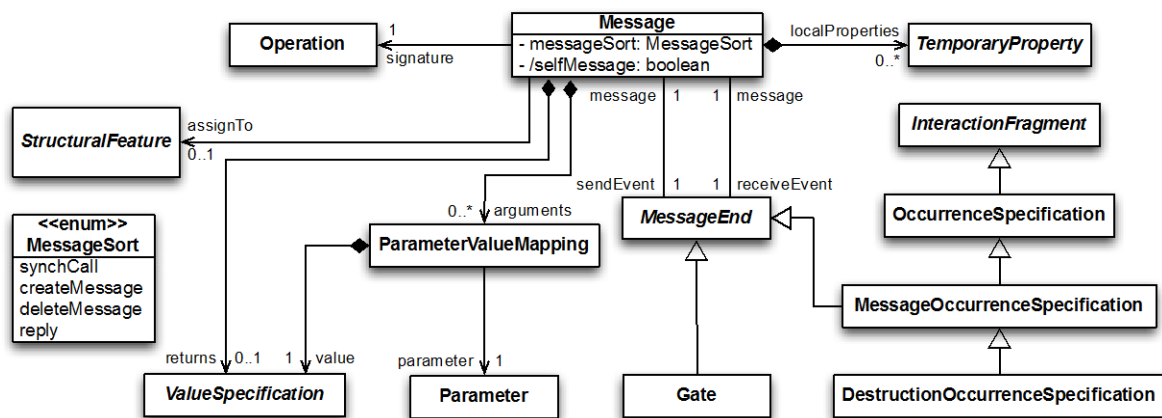 Message
- messageSort: MessageSort
- /selfMessage: boolean
Operation
1
signature
localProperties
0..*
TemporaryProperty
message 1
1 message
StructuralFeature
assignTo
0..1
InteractionFragment
sendEvent 1
1 receiveEvent
0..* arguments
MessageEnd
OccurrenceSpecification
<<enum>>
MessageSort
synchCall
createMessage
deleteMessage
reply
ParameterValueMapping
MessageOccurrenceSpecification
returns 0..1
1 value
parameter 1
ValueSpecification
Parameter
Gate
DestructionOccurrenceSpecification